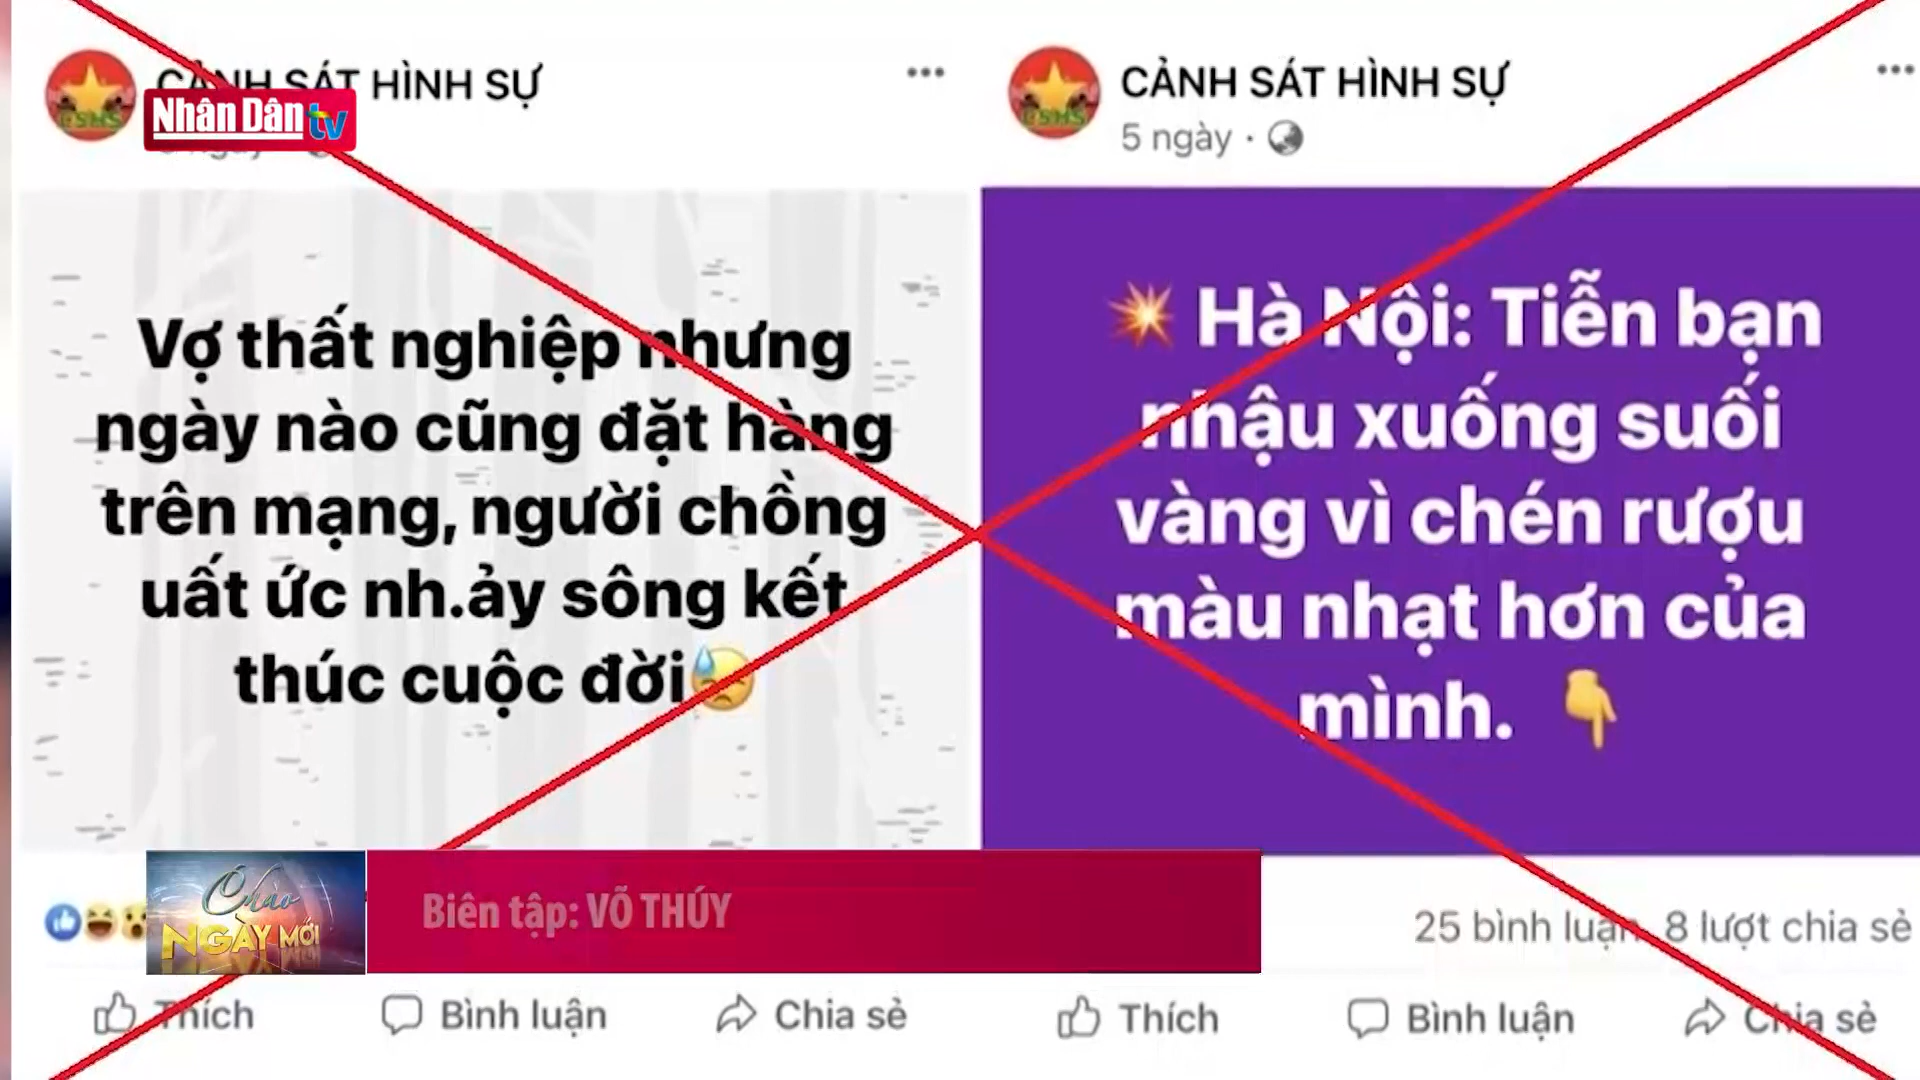 CẢNH SÁT HÌNH SỰ
Nhân Dân tv
Vợ thất nghiệp nhưng
ngày nào cũng đặt hàng
trên mạng, người chồng
uất ức nh.ảy sông kết
thúc cuộc đời
Thích
Bình luận
Chia sẻ
CẢNH SÁT HÌNH SỰ
5 ngày
CSHS
Hà Nội: Tiễn bạn
nhậu xuống suối
vàng vì chén rượu
màu nhạt hơn của
mình.
25 bình luận
8 lượt chia sẻ
Thích
Bình luận
Chia sẻ
Chào
NGÀY MỚI
Biên tập: VÕ THÚY